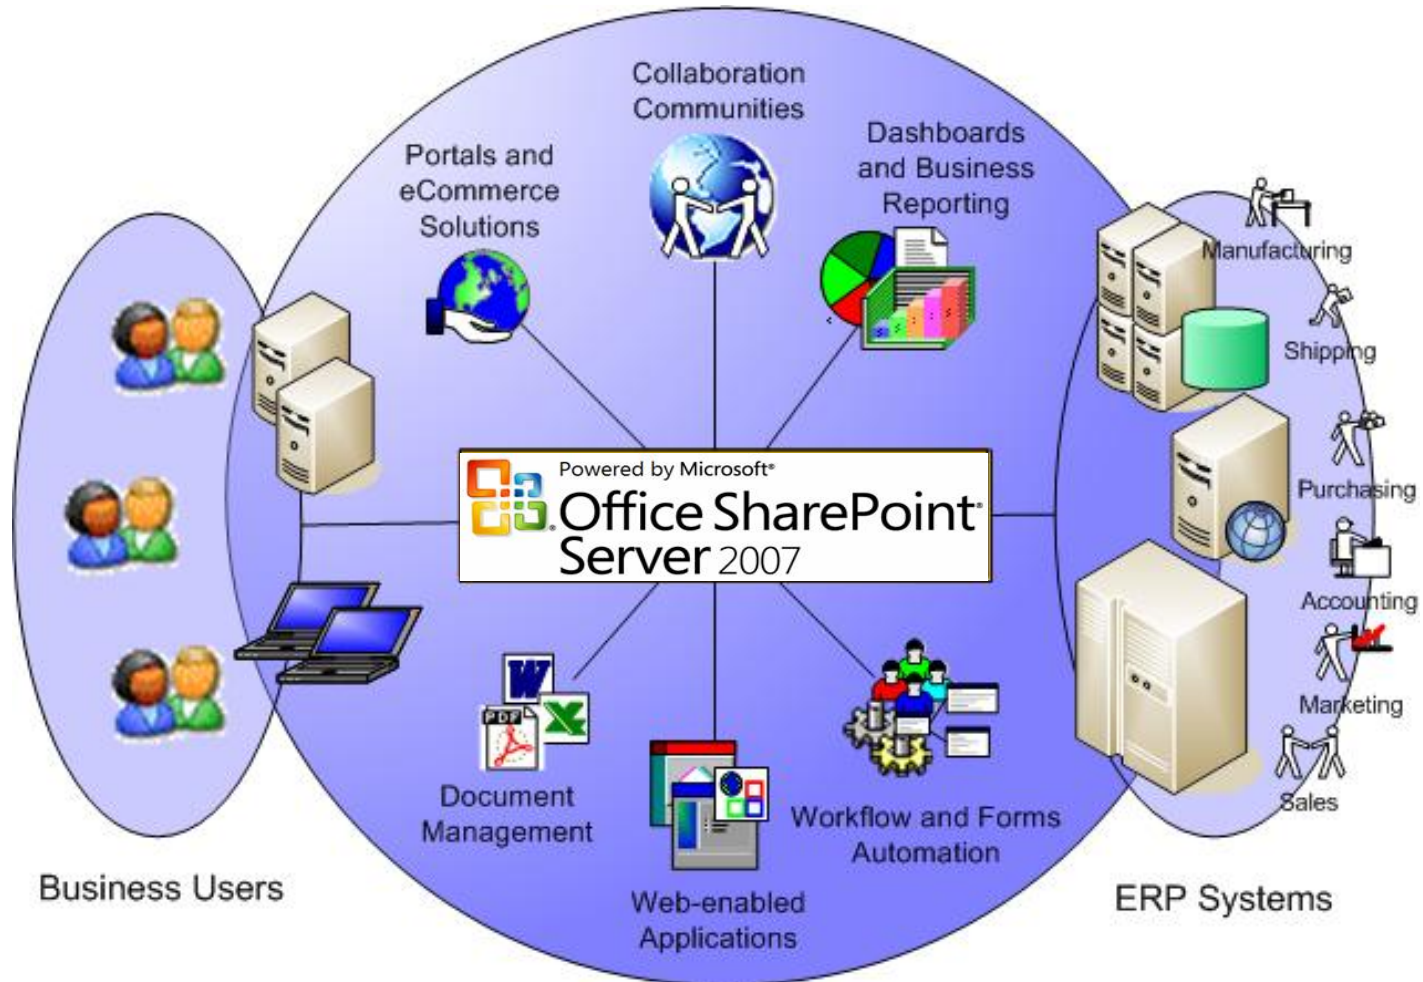 Collaboration
Communities
Dashboards
and Business
Reporting
Portals and
eCommerce
Solutions
Manufacturing
Shipping
Purchasing
Accounting
Marketing
Sales
Powered by Microsoft®
Office SharePoint®
Server 2007
W
PDF
X
Document
Management
Workflow and Forms
Automation
Web-enabled
Applications
Business Users
ERP Systems